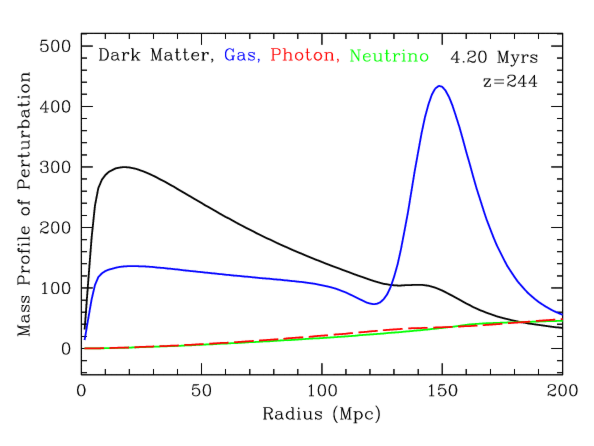 Dark Matter, Gas, Photon, Neutrino
4.20 Myrs
z=244
Mass Profile of Perturbation
500
400
300
200
100
0
0 50 100 150 200
Radius (Mpc)